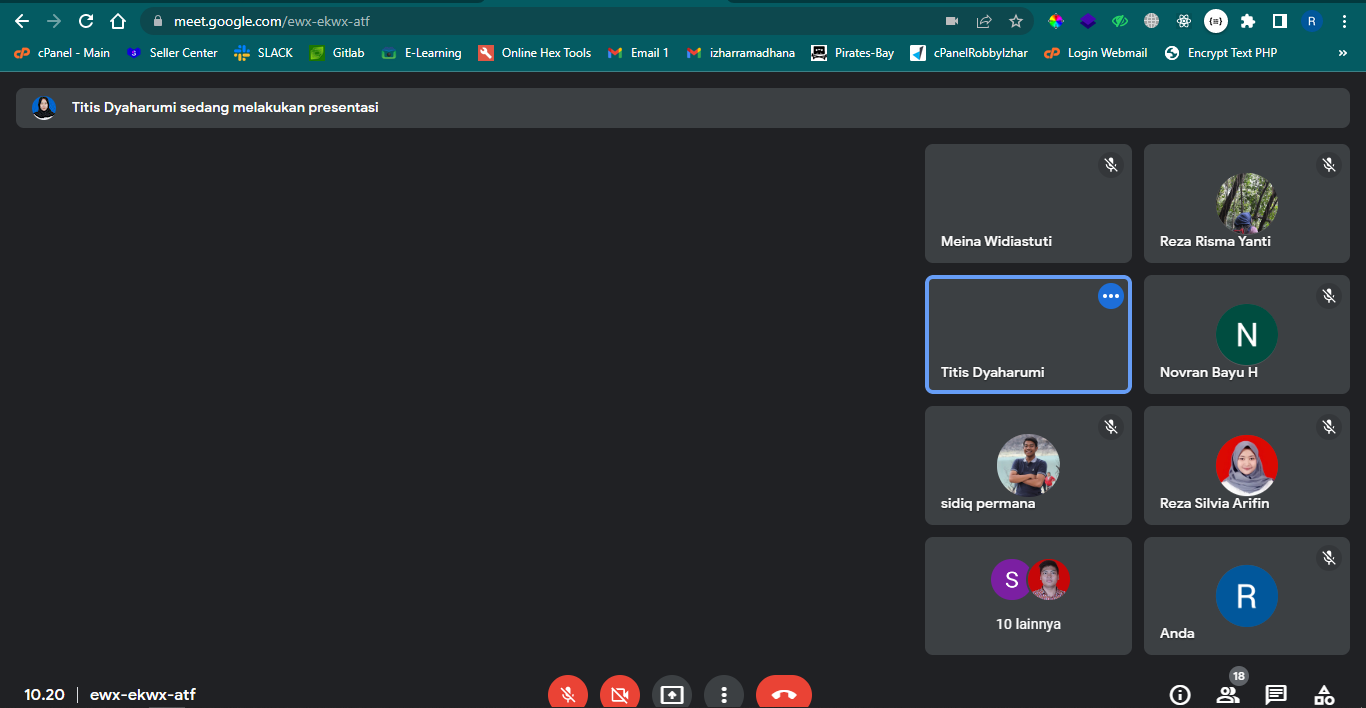 meet.google.com/ewx-ekwx-atf
R
cPanel - Main Seller Center SLACK Gitlab E-Learning Online Hex Tools Email 1 izharramadhana Pirates-Bay cPanelRobbyIzhar Login Webmail Encrypt Text PHP »
Titis Dyaharumi sedang melakukan presentasi
Meina Widiastuti
Reza Risma Yanti
Titis Dyaharumi
N
Novran Bayu H
sidiq permana
Reza Silvia Arifin
S
10 lainnya
R
Anda
10.20 | ewx-ekwx-atf
18